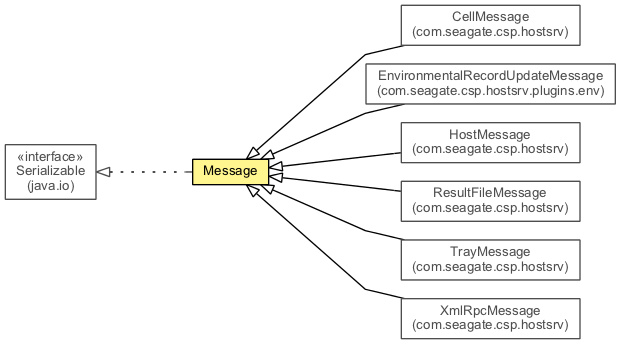 CellMessage
(com.seagate.csp.hostsrv)
EnvironmentalRecordUpdateMessage
(com.seagate.csp.hostsrv.plugins.env)
HostMessage
(com.seagate.csp.hostsrv)
«interface»
Serializable
(java.io)
Message
ResultFileMessage
(com.seagate.csp.hostsrv)
TrayMessage
(com.seagate.csp.hostsrv)
XmlRpcMessage
(com.seagate.csp.hostsrv)